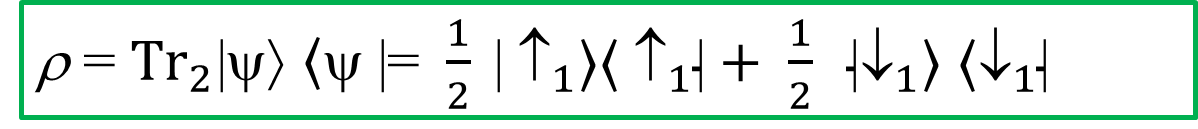 ρ = Tr₂|ψ⟩ ⟨ψ |= 1/2 | ↑₁⟩⟨ ↑₁| + 1/2 |↓₁⟩ ⟨↓₁|